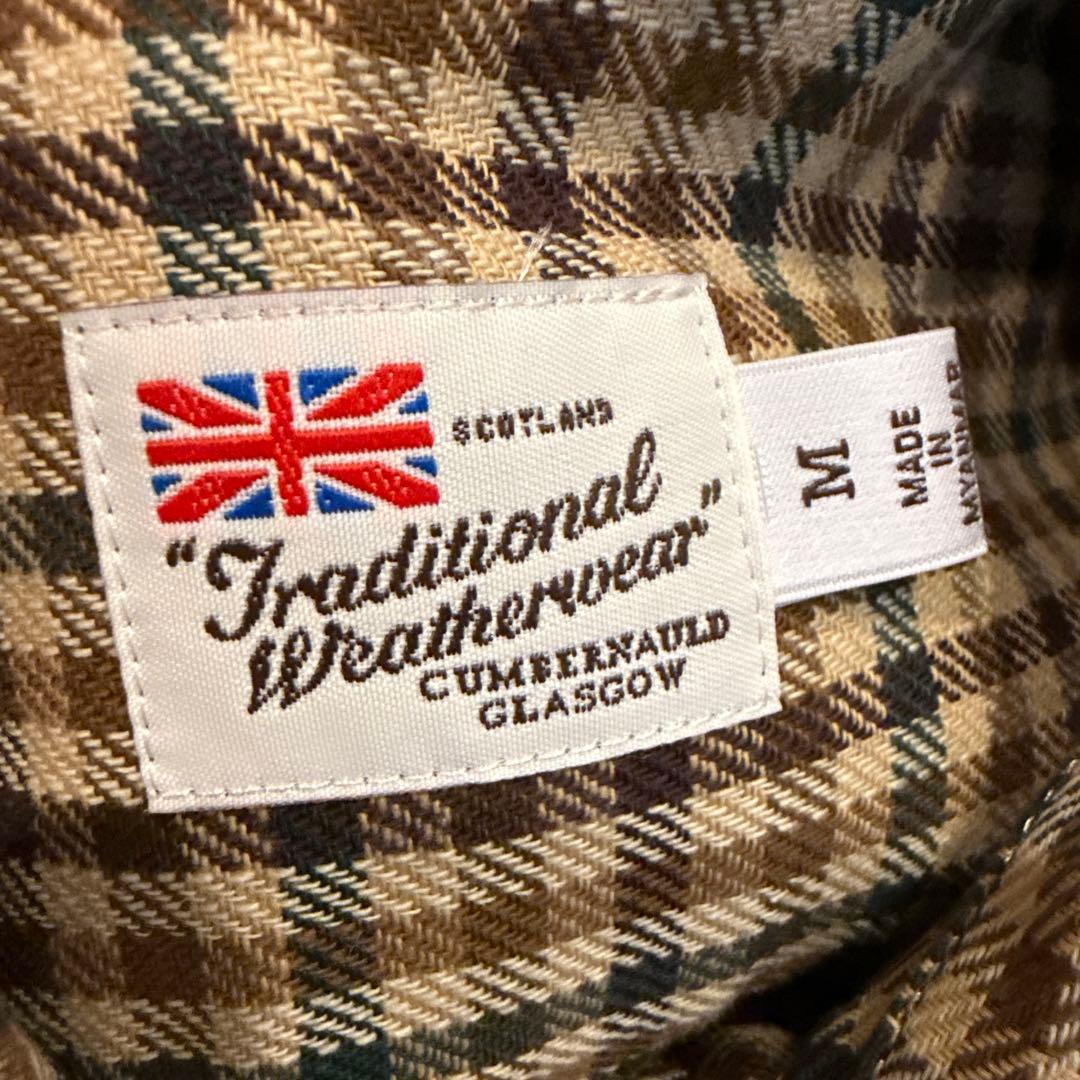 SCOTLAND
"Traditional
Weatherwear"
CUMBERNAULD
GLASGOW
M
MADE
IN
MYANMAR